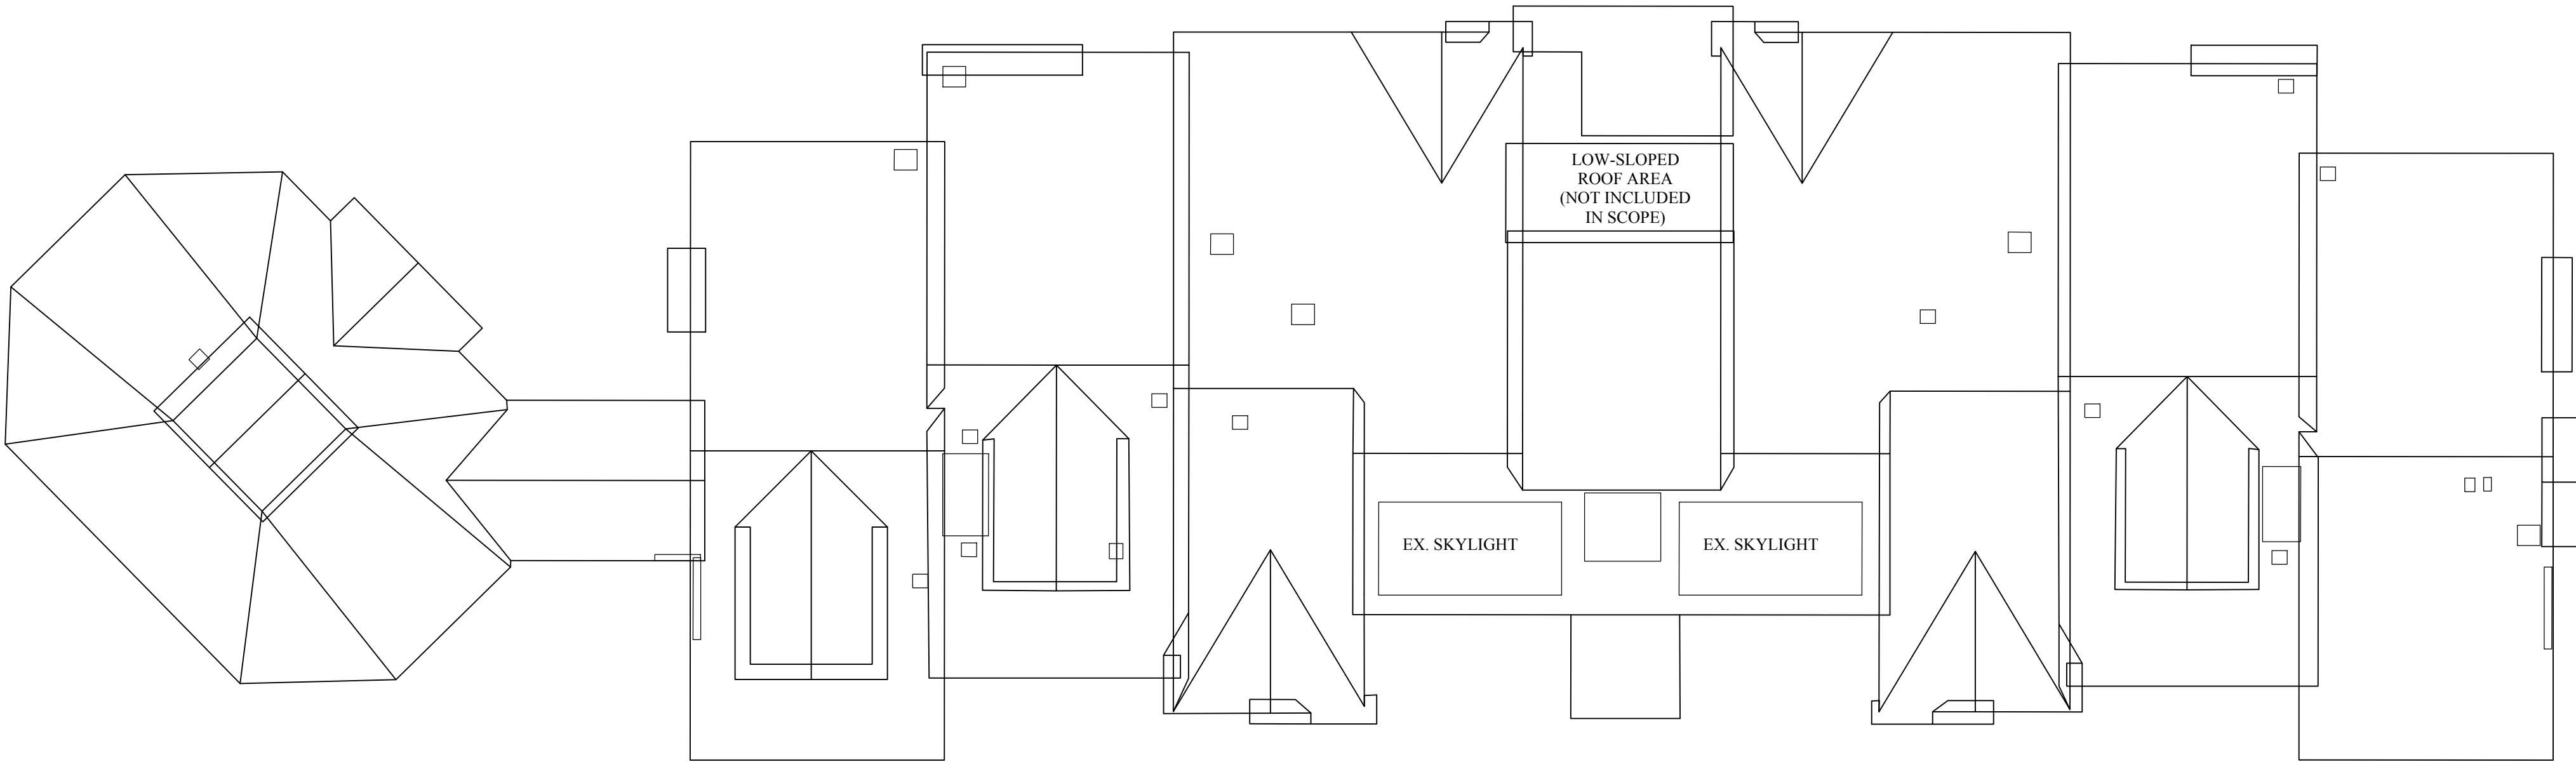 LOW-SLOPED
ROOF AREA
(NOT INCLUDED
IN SCOPE)
EX. SKYLIGHT
EX. SKYLIGHT